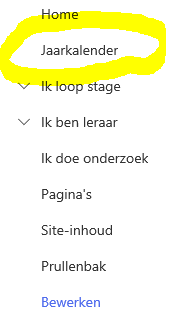 Home
Jaarkalender
Ik loop stage
Ik ben leraar
Ik doe onderzoek
Pagina's
Site-inhoud
Prullenbak
Bewerken